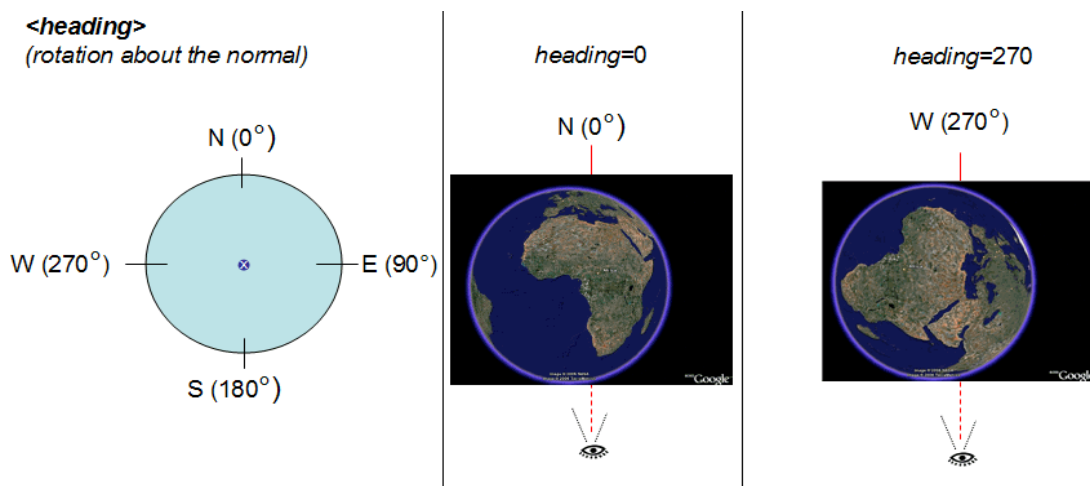 <heading>
(rotation about the normal)
N (0°)
W (270°)
E (90°)
S (180°)
heading=0
N (0°)
Google
heading=270
W (270°)
Google